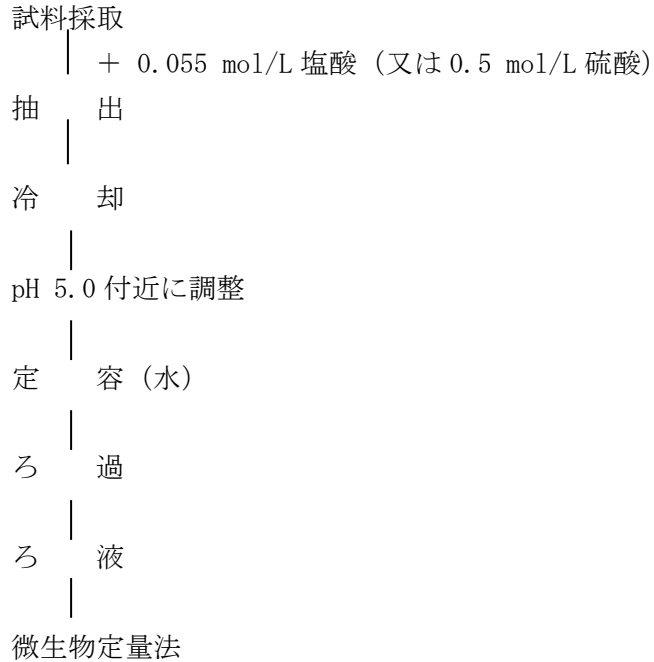 試料採取
+ 0.055 mol/L 塩酸（又は 0.5 mol/L 硫酸）
抽　　出
冷　　却
pH 5.0 付近に調整
定　　容（水）
ろ　　過
ろ　　液
微生物定量法